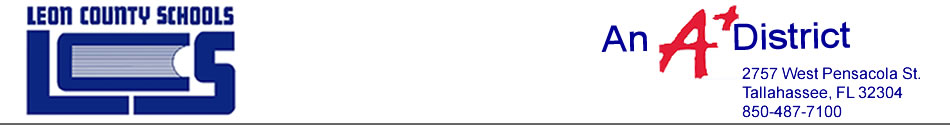 LEON COUNTY SCHOOLS
LCS
An A+ District
2757 West Pensacola St.
Tallahassee, FL 32304
850-487-7100